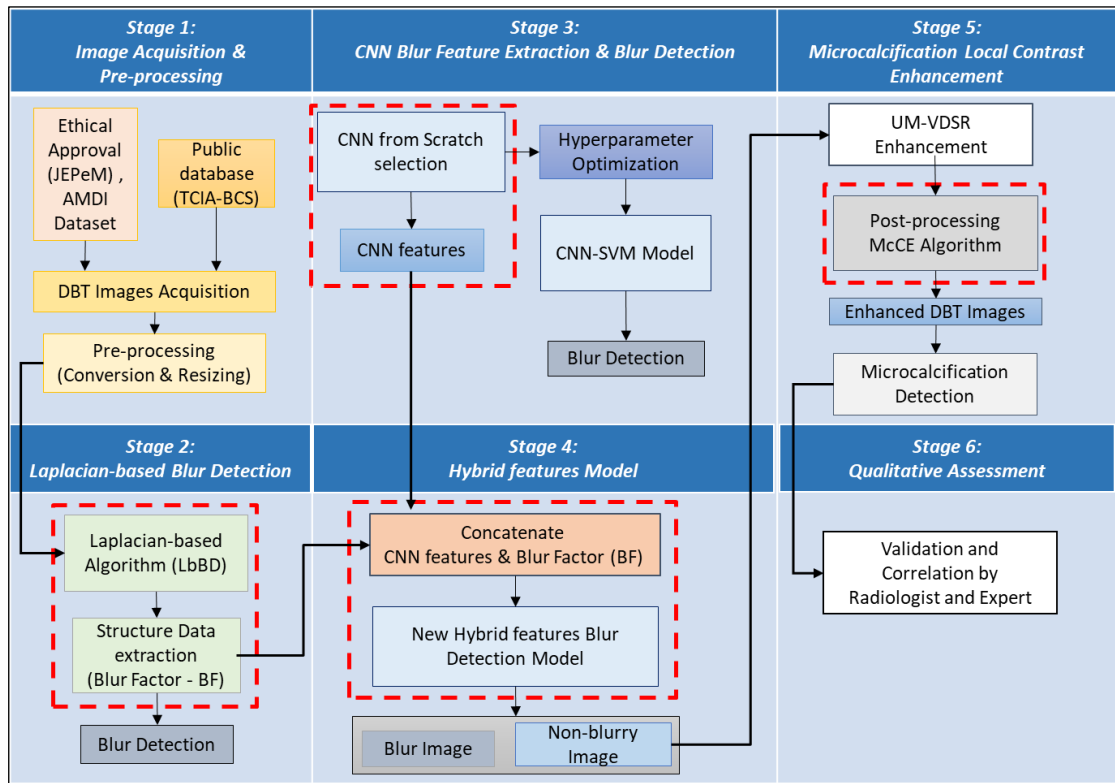 Stage 1:
Image Acquisition &
Pre-processing
Ethical
Approval
(JEPeM) ,
AMDI
Dataset
Public
database
(TCIA-BCS)
DBT Images Acquisition
Pre-processing
(Conversion & Resizing)
Stage 2:
Laplacian-based Blur Detection
Laplacian-based
Algorithm (LbBD)
Structure Data
extraction
(Blur Factor - BF)
Blur Detection
Stage 3:
CNN Blur Feature Extraction & Blur Detection
CNN from Scratch
selection
CNN features
Hyperparameter
Optimization
CNN-SVM Model
Blur Detection
Stage 4:
Hybrid features Model
Concatenate
CNN features & Blur Factor (BF)
New Hybrid features Blur
Detection Model
Blur Image
Non-blurry
Image
Stage 5:
Microcalcification Local Contrast
Enhancement
UM-VDSR
Enhancement
Post-processing
McCE Algorithm
Enhanced DBT Images
Microcalcification
Detection
Stage 6:
Qualitative Assessment
Validation and
Correlation by
Radiologist and Expert